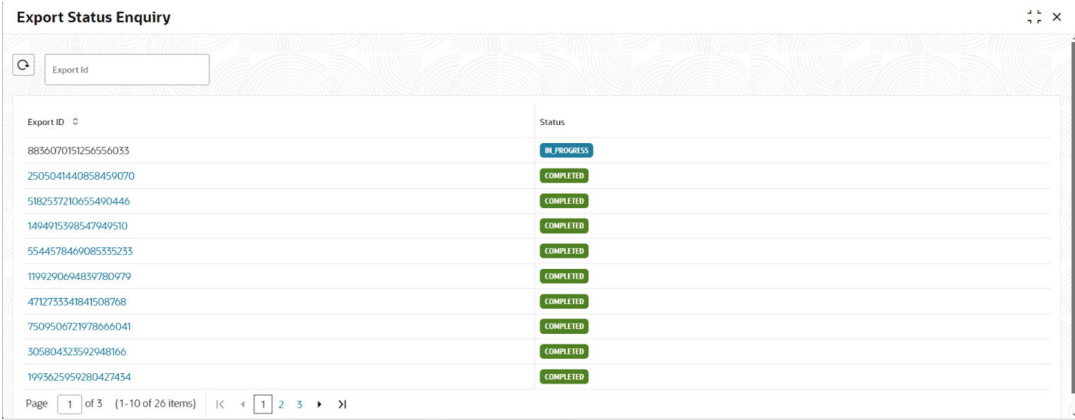 Export Status Enquiry
Export Id
Export ID Status
8836070151256556033 IN_PROGRESS
2505041440858459070 COMPLETED
5182537210655490446 COMPLETED
1494915398547949510 COMPLETED
5544578469085335233 COMPLETED
1199290694839780979 COMPLETED
4712733341841508768 COMPLETED
7509506721978666041 COMPLETED
305804323592948166 COMPLETED
1993625959280427434 COMPLETED
Page 1 of 3 (1-10 of 26 items) 1 2 3